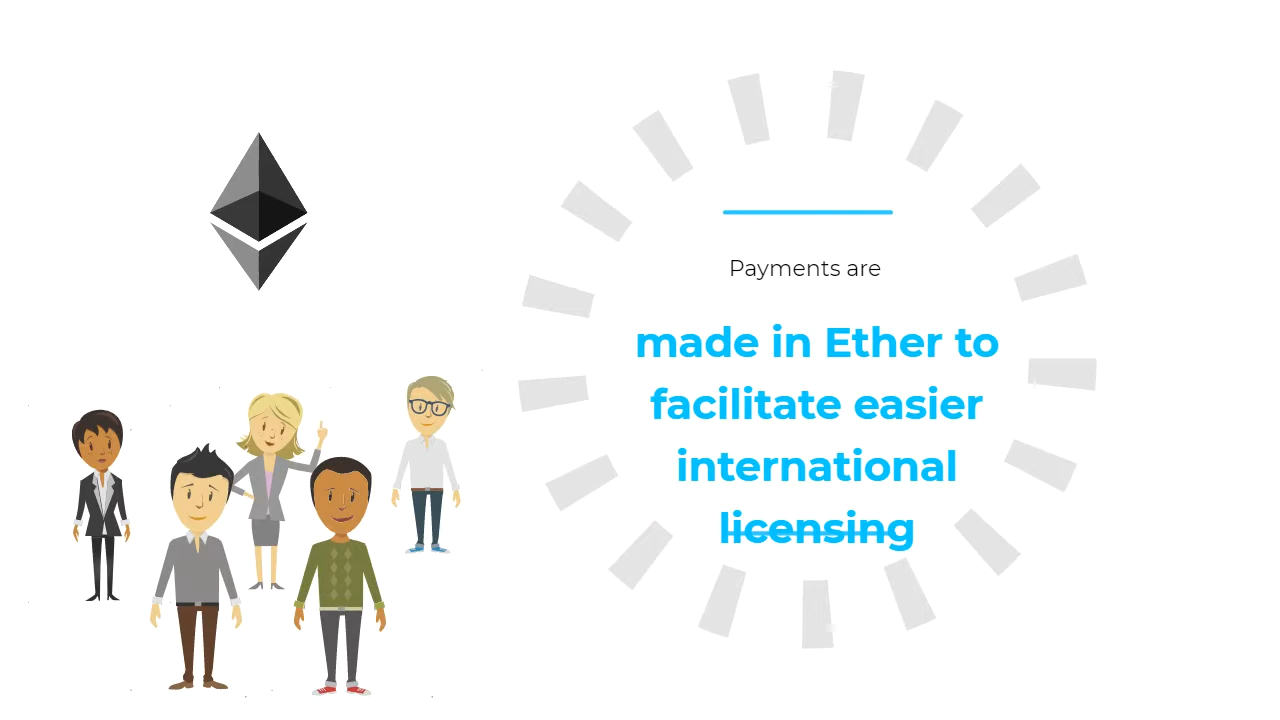 Payments are
made in Ether to
facilitate easier
international
licensing